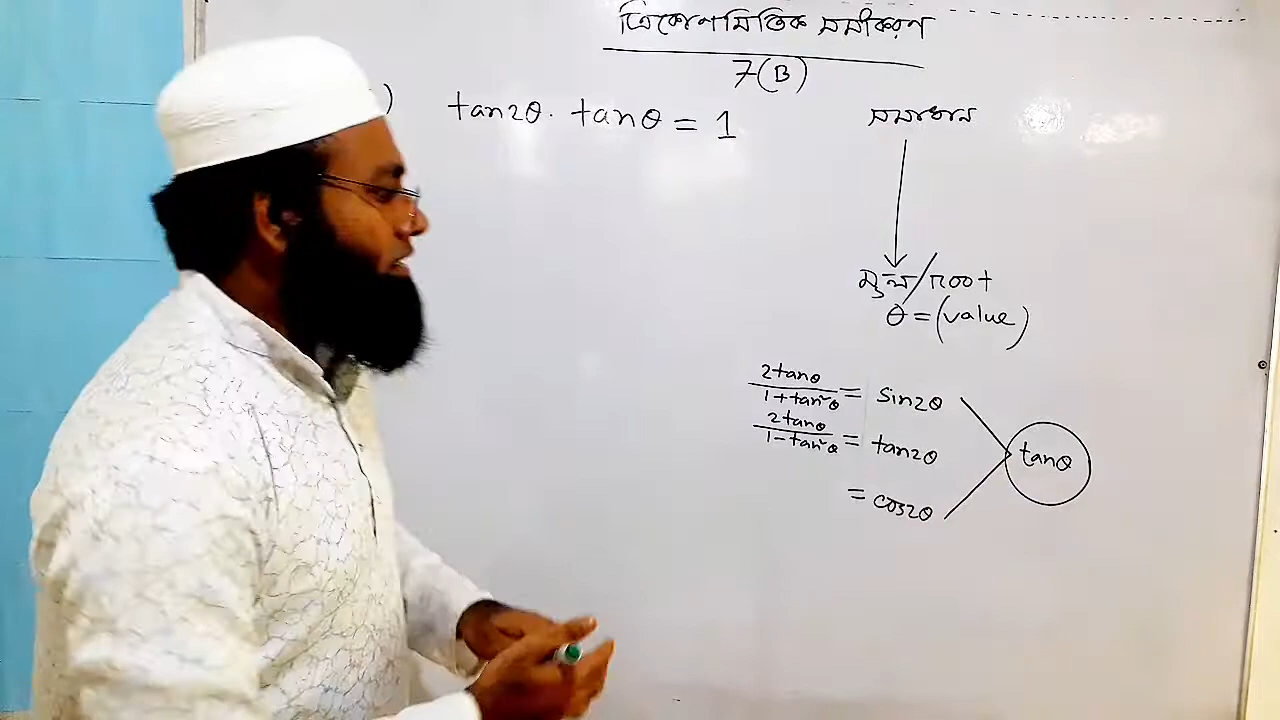 ত্রিকোণমিতিক সমীকরণ
7(B)
) tan2θ. tanθ = 1
সমাধান
মূল/root
θ = (value)
2tanθ / 1+tan²θ = sin2θ
2tanθ / 1-tan²θ = tan2θ
tanθ
= cos2θ